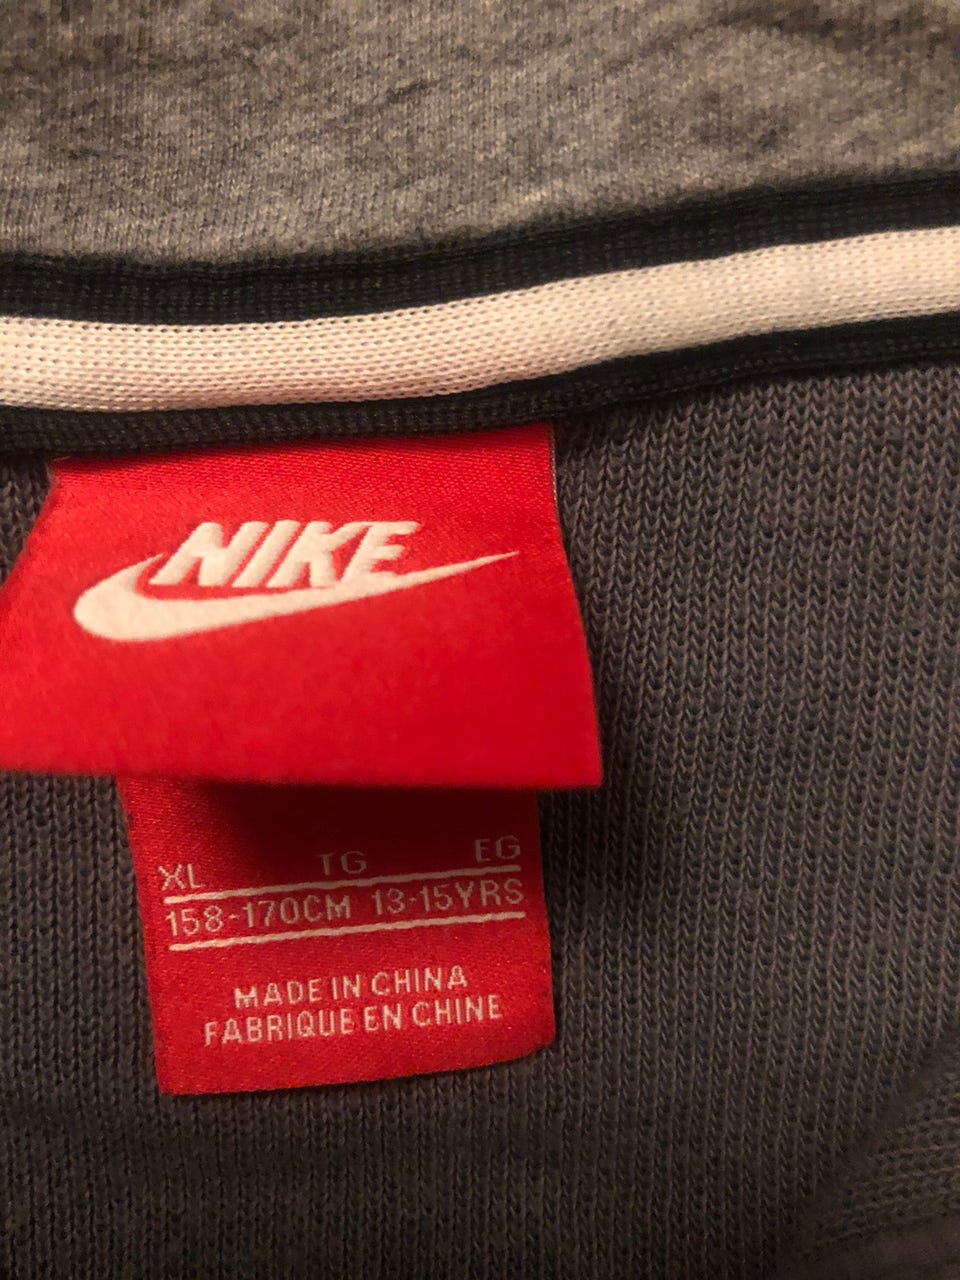 NIKE
XL TG EG
158-170CM 13-15YRS
MADE IN CHINA
FABRIQUE EN CHINE